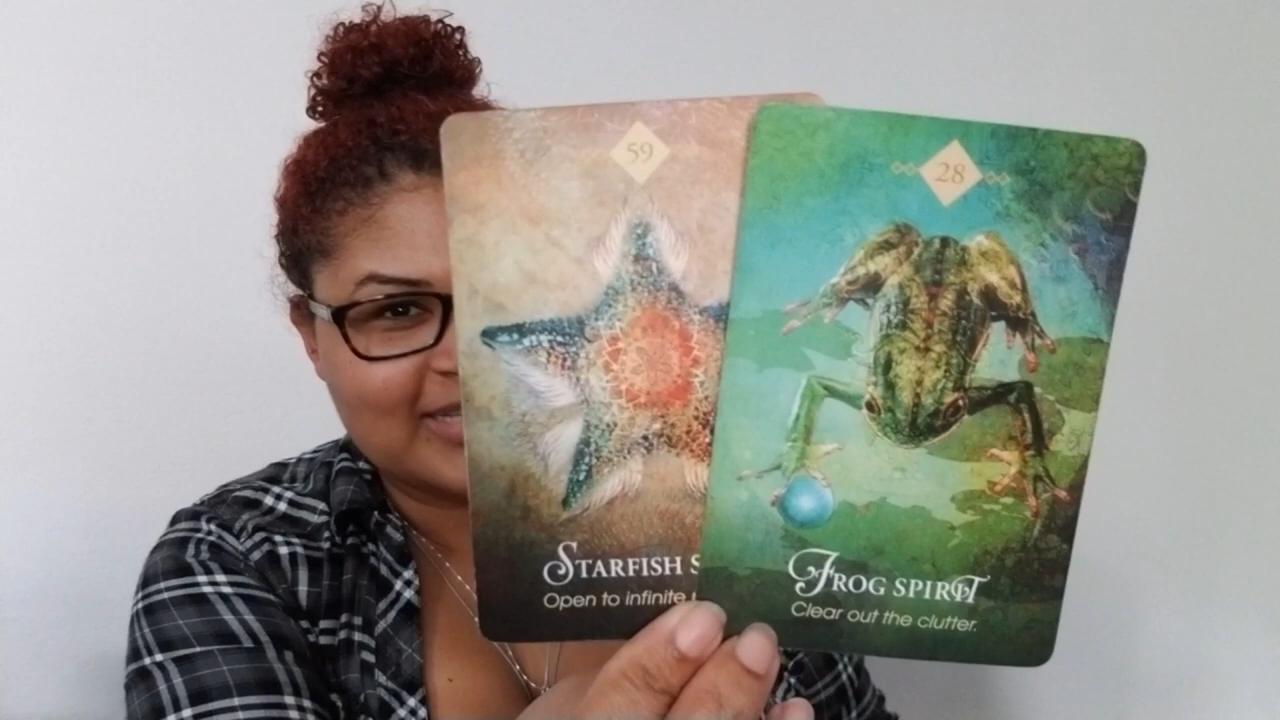 59
STARFISH
Open to infinite
28
FROG SPIRIT
Clear out the clutter.